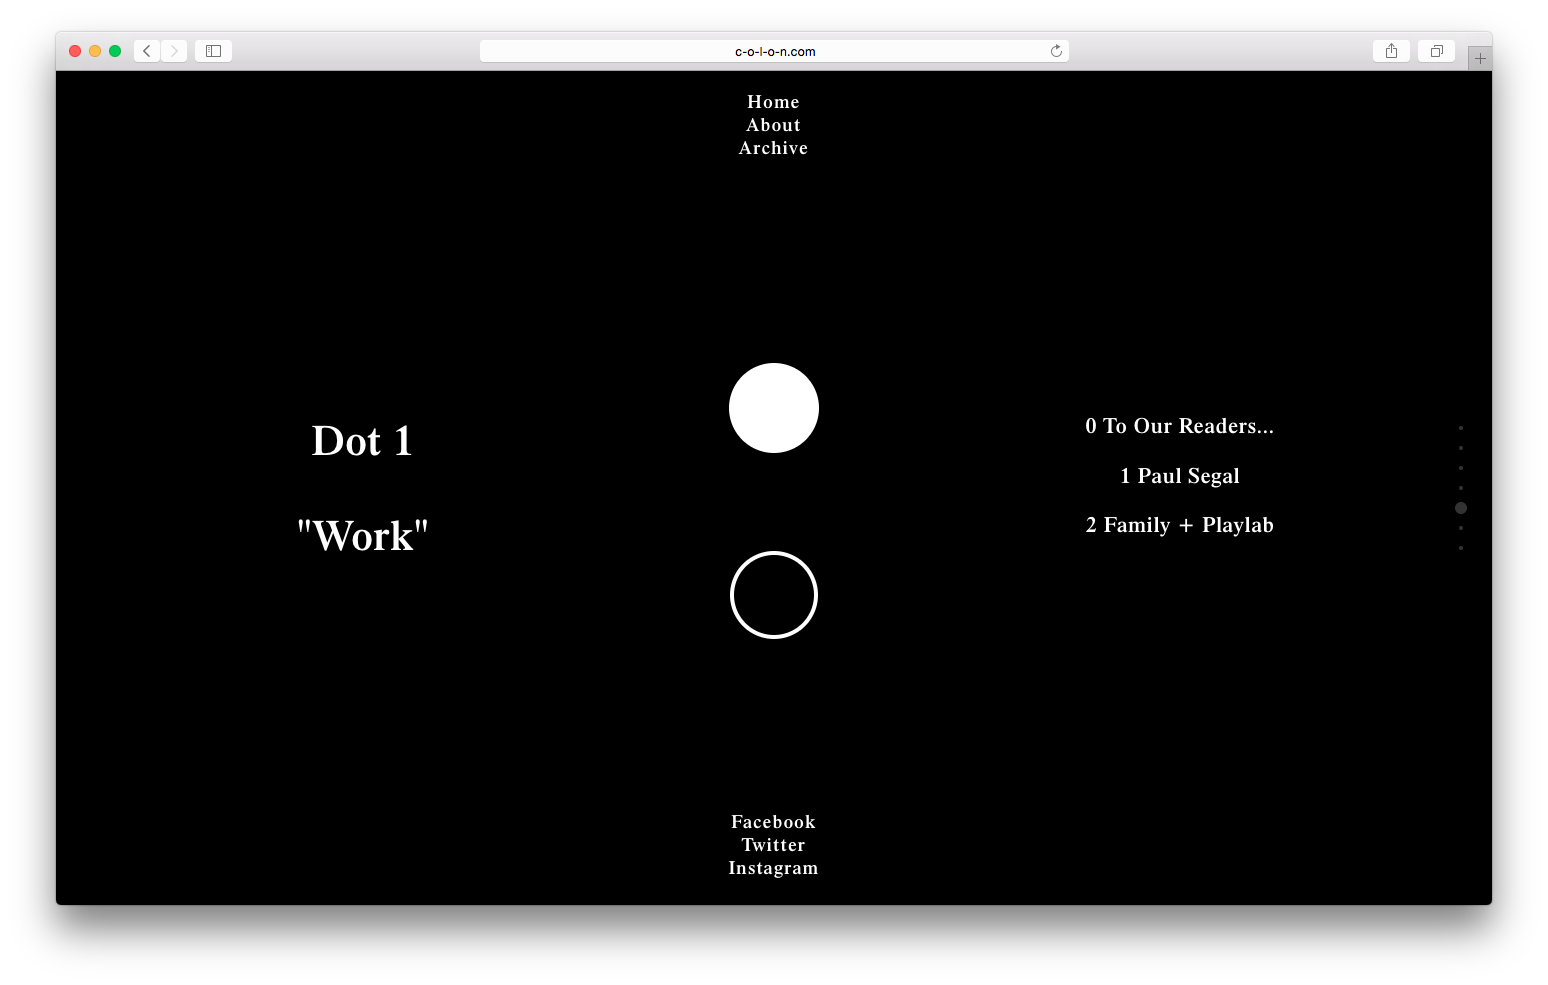 c-o-l-o-n.com
Home
About
Archive
Dot 1
"Work"
0 To Our Readers...
1 Paul Segal
2 Family + Playlab
Facebook
Twitter
Instagram